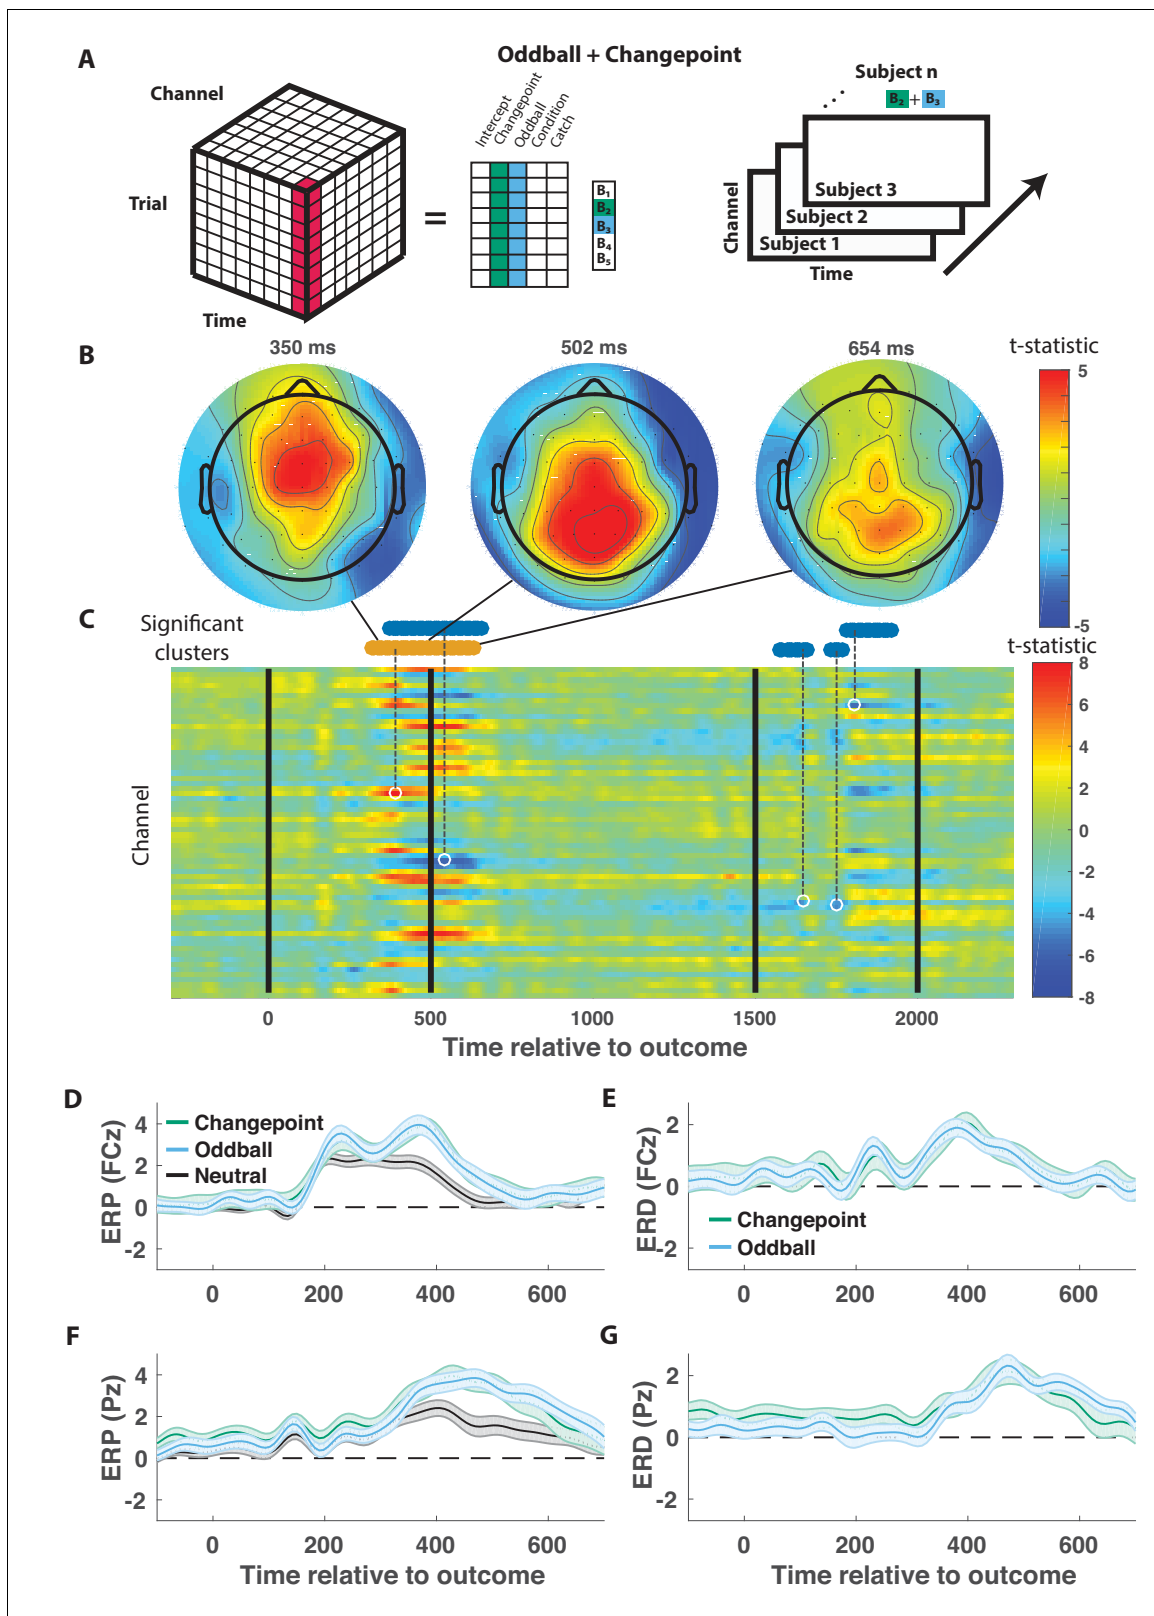 A
Oddball + Changepoint
Channel
Trial
Time
=
Intercept
Changepoint
Oddball
Condition
Catch
B1
B2
B3
B4
B5
Subject n
B2 + B3
Subject 3
Subject 2
Subject 1
Channel
Time
B
350 ms
502 ms
654 ms
t-statistic
5
-5
C
Significant
clusters
t-statistic
8
6
4
2
0
-2
-4
-6
-8
Channel
0 500 1000 1500 2000
Time relative to outcome
D
ERP (FCz)
4
2
0
-2
Changepoint
Oddball
Neutral
0 200 400 600
E
ERD (FCz)
2
0
-2
Changepoint
Oddball
0 200 400 600
F
ERP (Pz)
4
2
0
-2
0 200 400 600
Time relative to outcome
G
ERD (Pz)
2
0
-2
0 200 400 600
Time relative to outcome